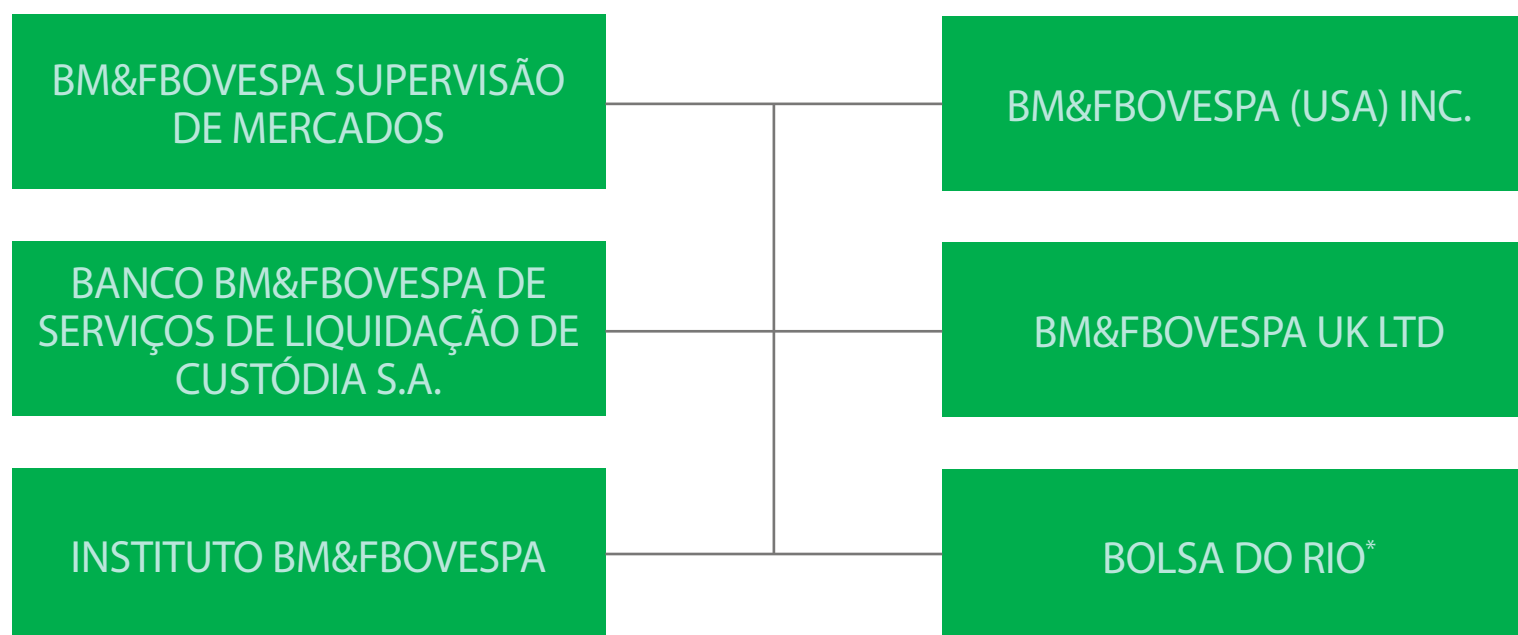 BM&FBOVESPA SUPERVISÃO
DE MERCADOS
BM&FBOVESPA (USA) INC.
BANCO BM&FBOVESPA DE
SERVIÇOS DE LIQUIDAÇÃO DE
CUSTÓDIA S.A.
BM&FBOVESPA UK LTD
INSTITUTO BM&FBOVESPA
BOLSA DO RIO*